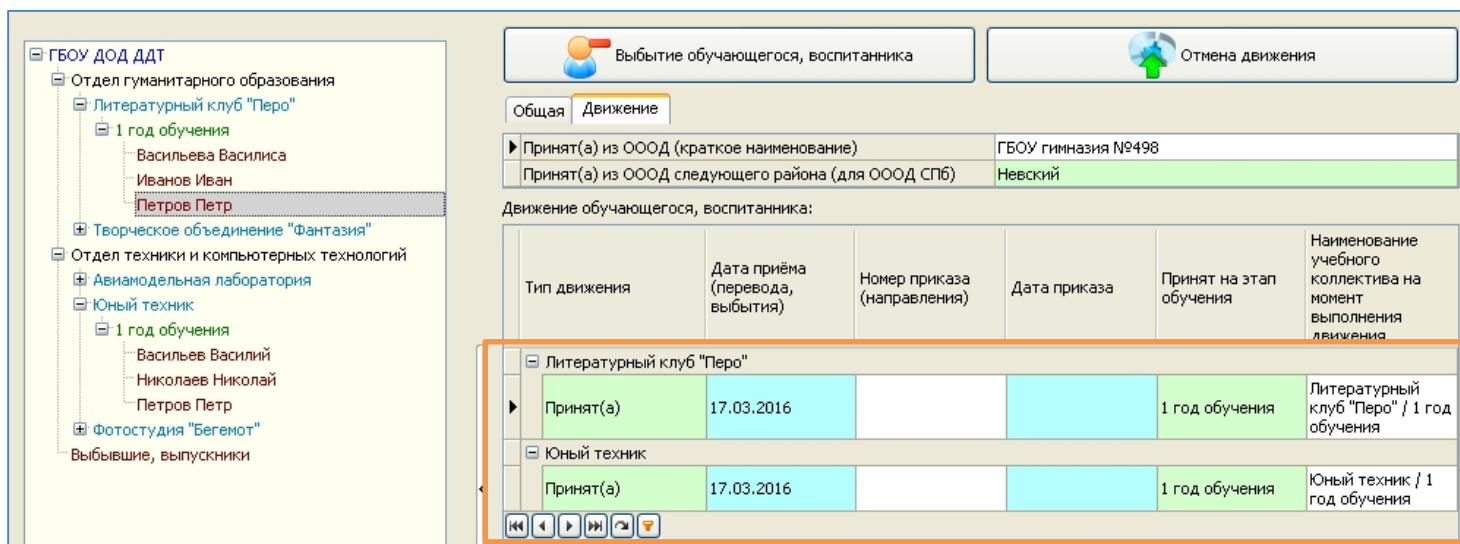 ГБОУ ДОД ДДТ
Отдел гуманитарного образования
Литературный клуб "Перо"
1 год обучения
Васильева Василиса
Иванов Иван
Петров Петр
Творческое объединение "Фантазия"
Отдел техники и компьютерных технологий
Авиамодельная лаборатория
Юный техник
1 год обучения
Васильев Василий
Николаев Николай
Петров Петр
Фотостудия "Бегемот"
Выбывшие, выпускники
Выбытие обучающегося, воспитанника
Отмена движения
Общая
Движение
Принят(а) из ОООД (краткое наименование)
ГБОУ гимназия №498
Принят(а) из ОООД следующего района (для ОООД СПб)
Невский
Движение обучающегося, воспитанника:
Тип движения
Дата приёма
(перевода,
выбытия)
Номер приказа
(направления)
Дата приказа
Принят на этап
обучения
Наименование
учебного
коллектива на
момент
выполнения
движения
Литературный клуб "Перо"
Принят(а)
17.03.2016
1 год обучения
Литературный
клуб "Перо" / 1 год
обучения
Юный техник
Принят(а)
17.03.2016
1 год обучения
Юный техник / 1
год обучения